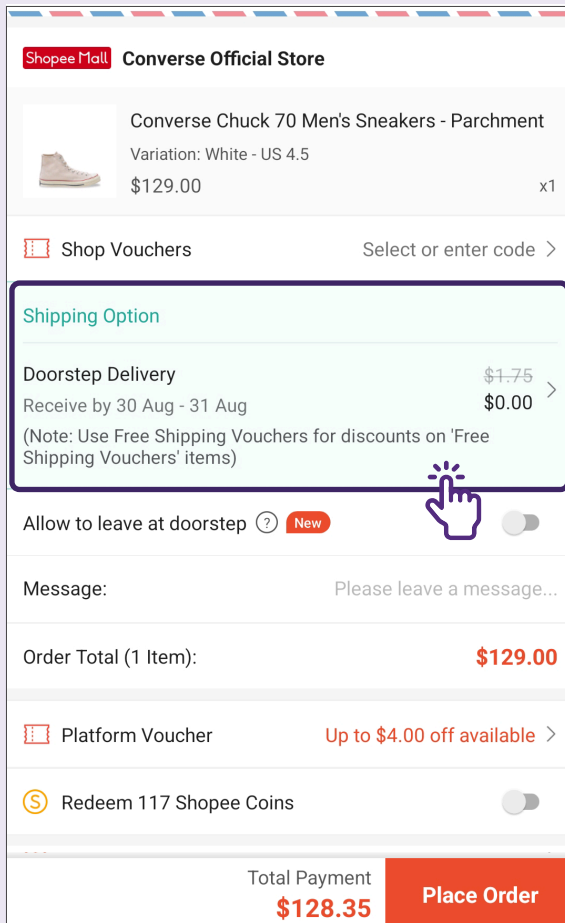 Shopee Mall Converse Official Store
Converse Chuck 70 Men's Sneakers - Parchment
Variation: White - US 4.5
$129.00 x1
Shop Vouchers Select or enter code
Shipping Option
Doorstep Delivery $1.75
Receive by 30 Aug - 31 Aug $0.00
(Note: Use Free Shipping Vouchers for discounts on 'Free
Shipping Vouchers' items)
Allow to leave at doorstep ? New
Message: Please leave a message...
Order Total (1 Item): $129.00
Platform Voucher Up to $4.00 off available
S Redeem 117 Shopee Coins
Total Payment
$128.35 Place Order